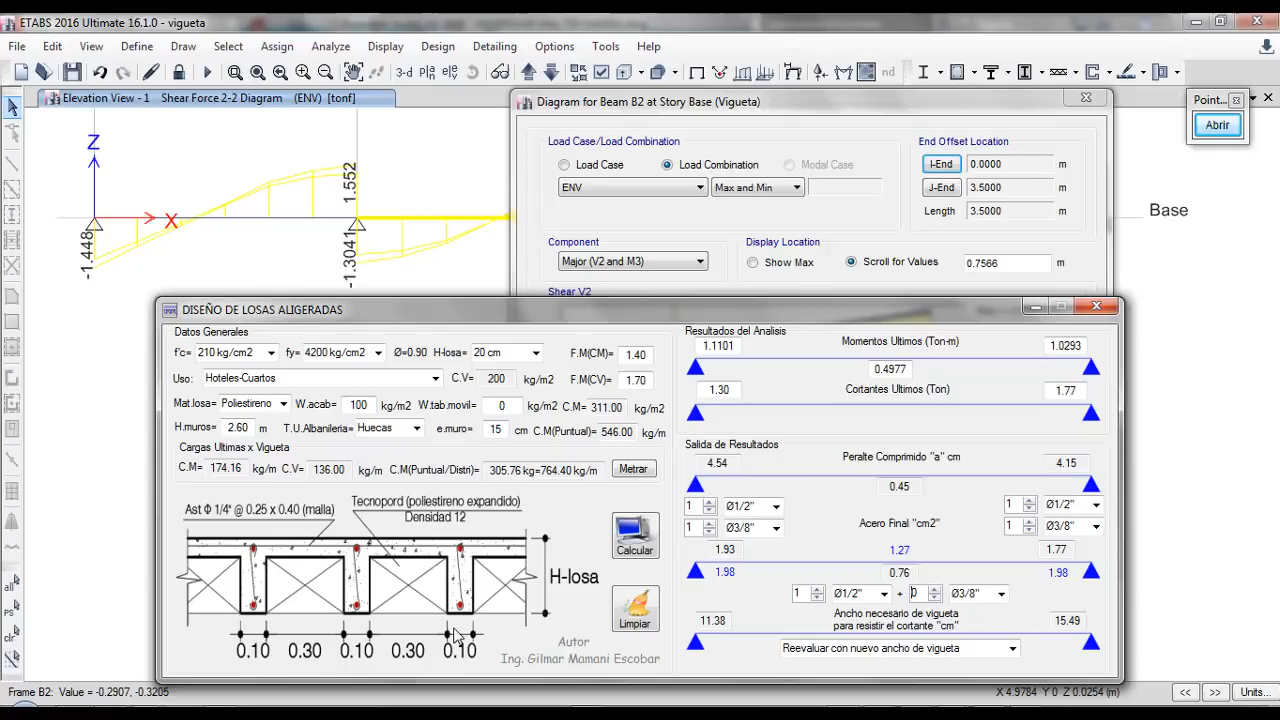 ETABS 2016 Ultimate 16.1.0 - vigueta
File Edit View Define Draw Select Assign Analyze Display Design Detailing Options Tools Help
3-d nd
Elevation View - 1 Shear Force 2-2 Diagram (ENV) [tonf]
Diagram for Beam B2 at Story Base (Vigueta)
Point...
Abrir
Load Case/Load Combination
Load Case Load Combination Modal Case
ENV Max and Min
End Offset Location
I-End 0.0000 m
J-End 3.5000 m
Length 3.5000 m
Component
Major (V2 and M3)
Display Location
Show Max Scroll for Values 0.7566 m
Shear V2
Z
X
-1.448
1.552
-1.3041
Base
DISEÑO DE LOSAS ALIGERADAS
Datos Generales
f'c= 210 kg/cm2 fy= 4200 kg/cm2 Ø=0.90 H-losa= 20 cm F.M(CM)= 1.40
F.M(CV)= 1.70
Uso: Hoteles-Cuartos C.V= 200 kg/m2
Mat.losa= Poliestireno W.acab= 100 kg/m2 W.tab.movil= 0 kg/m2 C.M= 311.00 kg/m2
H.muros= 2.60 m T.U.Albanileria= Huecas e.muro= 15 cm C.M(Puntual)= 546.00 kg/m
Cargas Ultimas x Vigueta
C.M= 174.16 kg/m C.V= 136.00 kg/m C.M(Puntual/Distri)= 305.76 kg=764.40 kg/m Metrar
Ast Φ 1/4" @ 0.25 x 0.40 (malla)
Tecnopord (poliestireno expandido)
Densidad 12
H-losa
0.10 0.30 0.10 0.30 0.10
Calcular
Limpiar
Autor
Ing. Gilmar Mamani Escobar
Resultados del Analisis
1.1101 Momentos Ultimos (Ton-m) 1.0293
0.4977
1.30 Cortantes Ultimos (Ton) 1.77
Salida de Resultados
4.54 Peralte Comprimido "a" cm 4.15
0.45
1 Ø1/2" 1 Ø1/2"
1 Ø3/8" Acero Final "cm2" 1 Ø3/8"
1.93 1.27 1.77
1.98 0.76 1.98
1 Ø1/2" + 0 Ø3/8"
Ancho necesario de vigueta
para resistir el cortante "cm"
11.38 15.49
Reevaluar con nuevo ancho de vigueta
all
PS
clr
Frame B2: Value = -0.2907, -0.3205
X 4.9784 Y 0 Z 0.0254 (m)
<< >> Units...